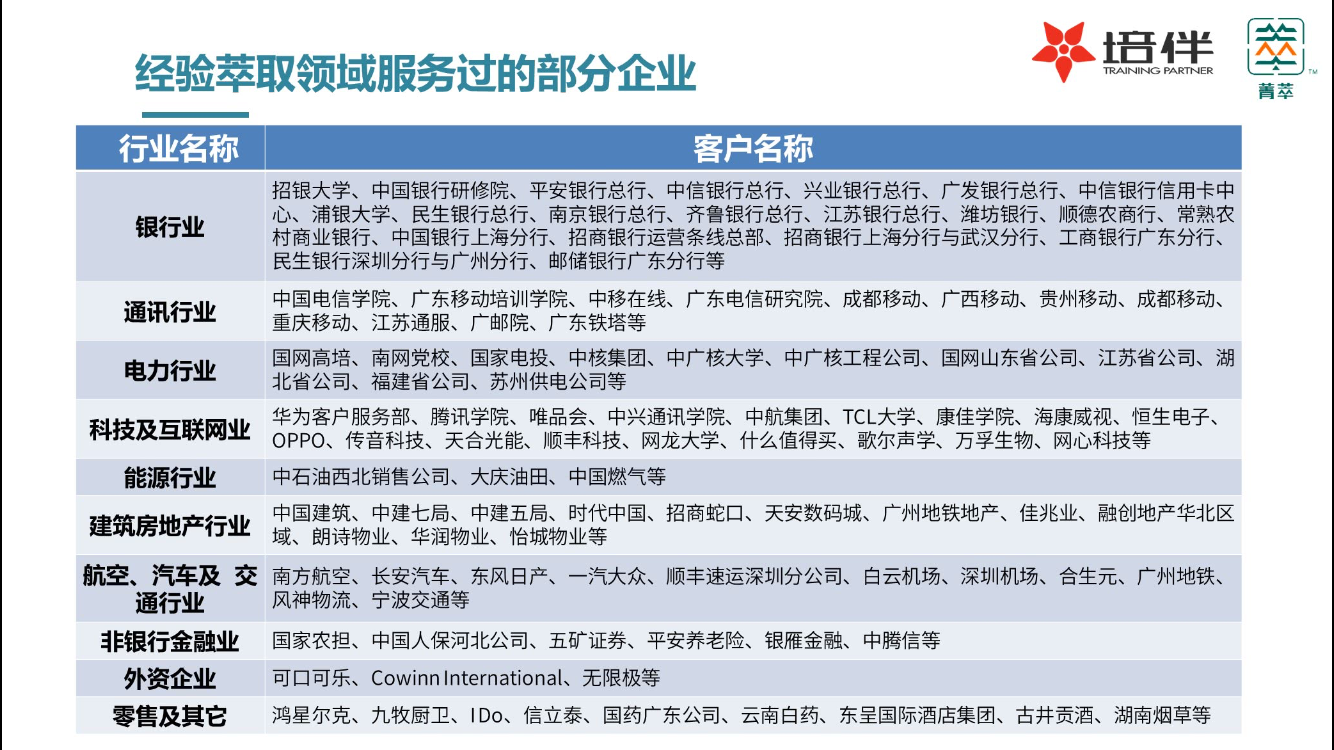 经验萃取领域服务过的部分企业
培伴
TRAINING PARTNER
菁萃
TM
行业名称
客户名称
银行业
招银大学、中国银行研修院、平安银行总行、中信银行总行、兴业银行总行、广发银行总行、中信银行信用卡中
心、浦银大学、民生银行总行、南京银行总行、齐鲁银行总行、江苏银行总行、潍坊银行、顺德农商行、常熟农
村商业银行、中国银行上海分行、招商银行运营条线总部、招商银行上海分行与武汉分行、工商银行广东分行、
民生银行深圳分行与广州分行、邮储银行广东分行等
通讯行业
中国电信学院、广东移动培训学院、中移在线、广东电信研究院、成都移动、广西移动、贵州移动、成都移动、
重庆移动、江苏通服、广邮院、广东铁塔等
电力行业
国网高培、南网党校、国家电投、中核集团、中广核大学、中广核工程公司、国网山东省公司、江苏省公司、湖
北省公司、福建省公司、苏州供电公司等
科技及互联网业
华为客户服务部、腾讯学院、唯品会、中兴通讯学院、中航集团、TCL大学、康佳学院、海康威视、恒生电子、
OPPO、传音科技、天合光能、顺丰科技、网龙大学、什么值得买、歌尔声学、万孚生物、网心科技等
能源行业
中石油西北销售公司、大庆油田、中国燃气等
建筑房地产行业
中国建筑、中建七局、中建五局、时代中国、招商蛇口、天安数码城、广州地铁地产、佳兆业、融创地产华北区
域、朗诗物业、华润物业、怡城物业等
航空、汽车及 交
通行业
南方航空、长安汽车、东风日产、一汽大众、顺丰速运深圳分公司、白云机场、深圳机场、合生元、广州地铁、
风神物流、宁波交通等
非银行金融业
国家农担、中国人保河北公司、五矿证券、平安养老险、银雁金融、中腾信等
外资企业
可口可乐、Cowinn International、无限极等
零售及其它
鸿星尔克、九牧厨卫、I Do、信立泰、国药广东公司、云南白药、东呈国际酒店集团、古井贡酒、湖南烟草等